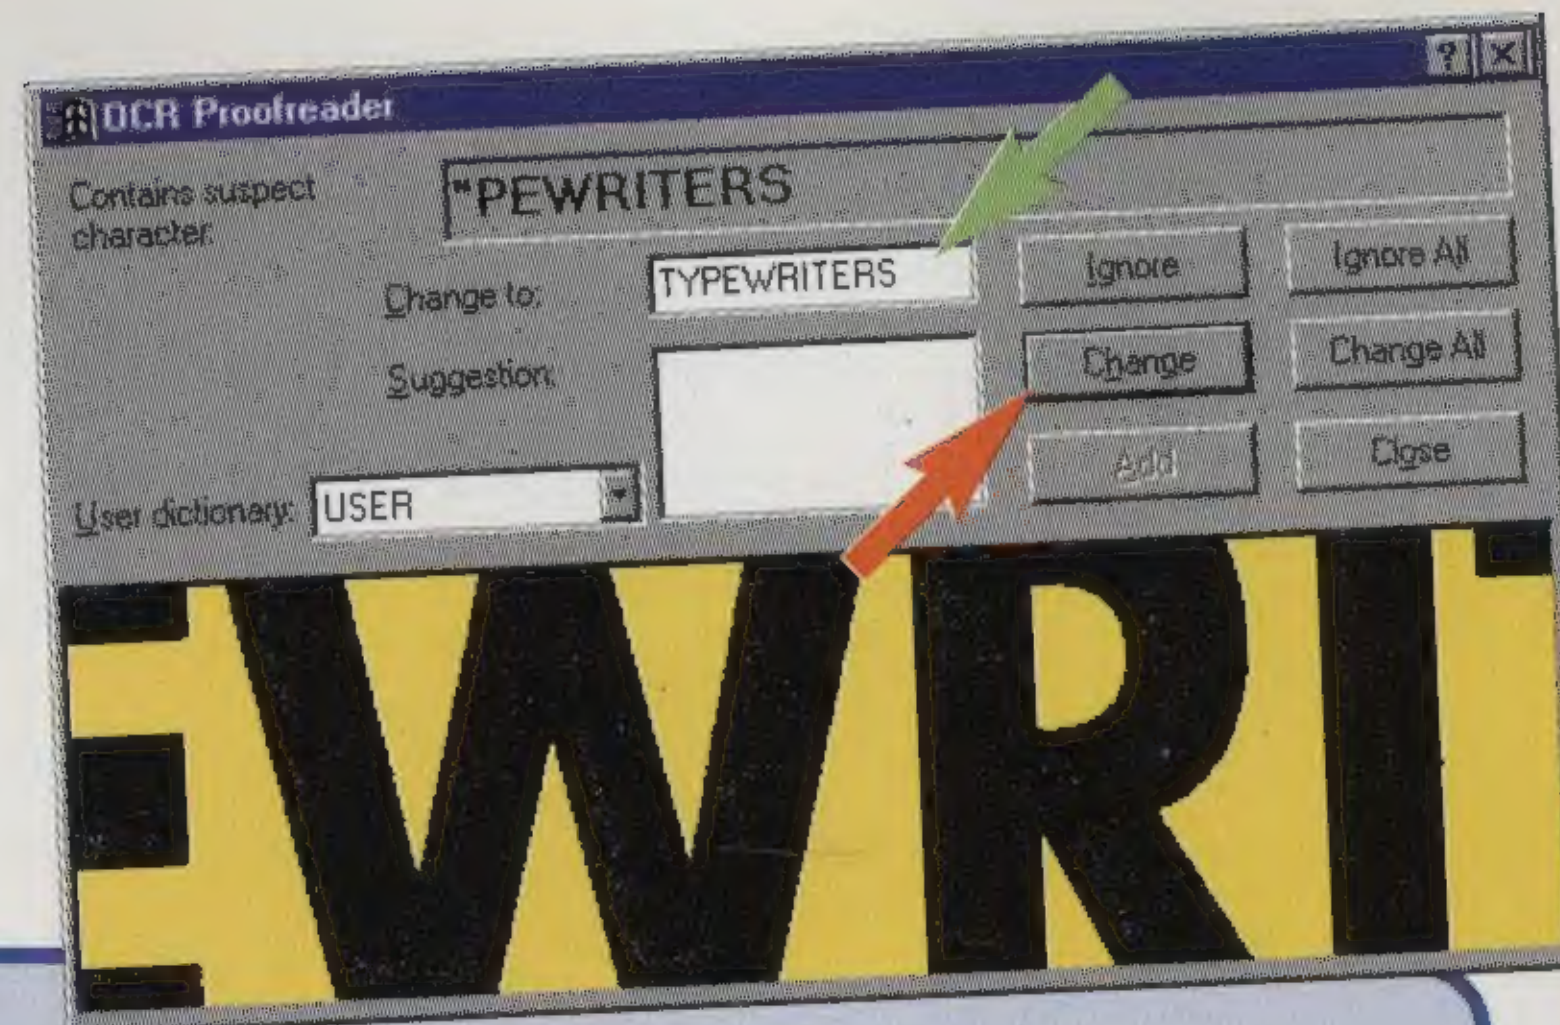 OCR Proofreader
Contains suspect
character:
"PEWRITERS
Change to:
TYPEWRITERS
Ignore
Ignore All
Suggestion:
Change
Change All
Add
Close
User dictionary:
USER
EWRIT